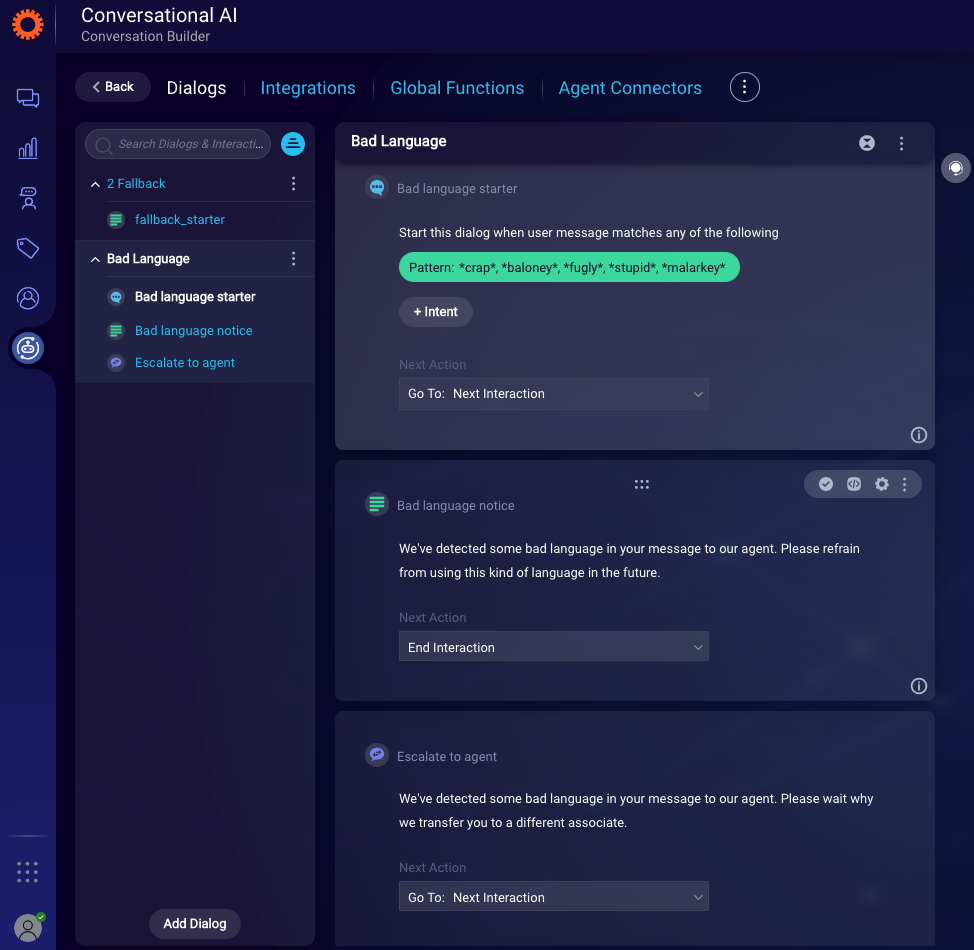 Conversational AI
Conversation Builder
Back
Dialogs
Integrations
Global Functions
Agent Connectors
Search Dialogs & Interacti...
2 Fallback
fallback_starter
Bad Language
Bad language starter
Bad language notice
Escalate to agent
Add Dialog
Bad Language
Bad language starter
Start this dialog when user message matches any of the following
Pattern: *crap*, *baloney*, *fugly*, *stupid*, *malarkey*
+ Intent
Next Action
Go To: Next Interaction
Bad language notice
We've detected some bad language in your message to our agent. Please refrain
from using this kind of language in the future.
Next Action
End Interaction
Escalate to agent
We've detected some bad language in your message to our agent. Please wait why
we transfer you to a different associate.
Next Action
Go To: Next Interaction